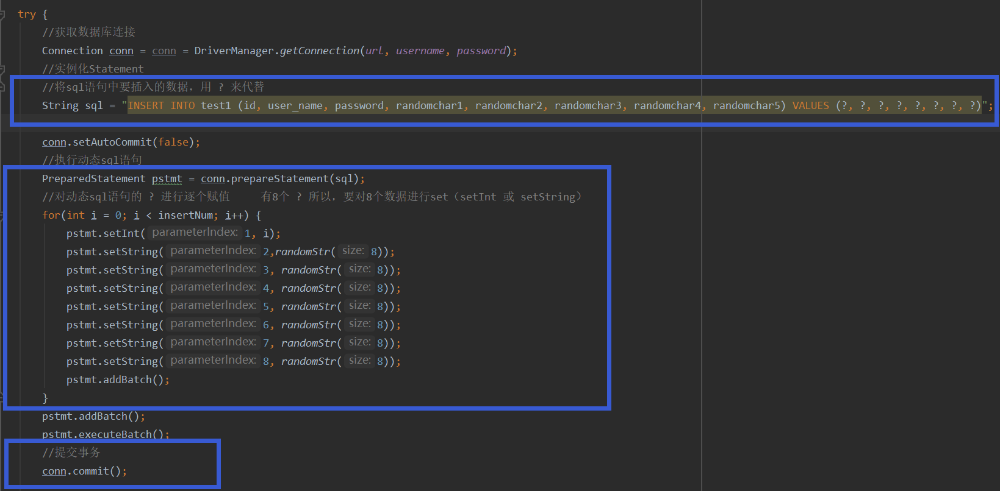 try {
//获取数据库连接
Connection conn = conn = DriverManager.getConnection(url, username, password);
//实例化Statement
//将sql语句中要插入的数据，用 ? 来代替
String sql = "INSERT INTO test1 (id, user_name, password, randomchar1, randomchar2, randomchar3, randomchar4, randomchar5) VALUES (?, ?, ?, ?, ?, ?, ?, ?)";
conn.setAutoCommit(false);
//执行动态sql语句
PreparedStatement pstmt = conn.prepareStatement(sql);
//对动态sql语句的 ? 进行逐个赋值     有8个 ? 所以，要对8个数据进行set（setInt 或 setString）
for(int i = 0; i < insertNum; i++) {
pstmt.setInt( parameterIndex: 1, i);
pstmt.setString( parameterIndex: 2,randomStr( size: 8));
pstmt.setString( parameterIndex: 3, randomStr( size: 8));
pstmt.setString( parameterIndex: 4, randomStr( size: 8));
pstmt.setString( parameterIndex: 5, randomStr( size: 8));
pstmt.setString( parameterIndex: 6, randomStr( size: 8));
pstmt.setString( parameterIndex: 7, randomStr( size: 8));
pstmt.setString( parameterIndex: 8, randomStr( size: 8));
pstmt.addBatch();
}
pstmt.addBatch();
pstmt.executeBatch();
//提交事务
conn.commit();